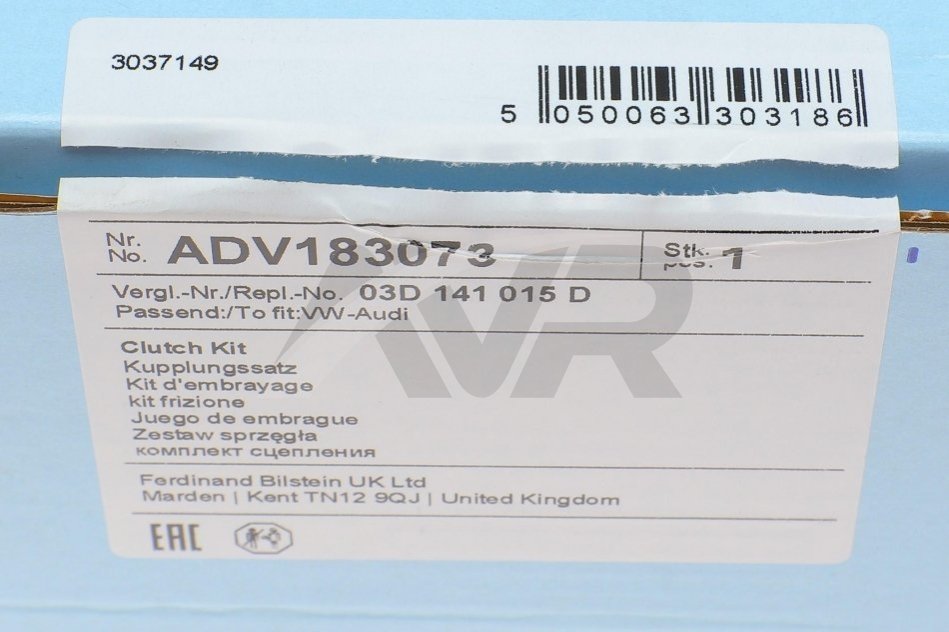 3037149
5 050063 303186
Nr. No. ADV183073 Stk. pcs. 1
Vergl.-Nr./Repl.-No. 03D 141 015 D
Passend:/To fit:VW-Audi
Clutch Kit
Kupplungssatz
Kit d'embrayage
kit frizione
Juego de embrague
Zestaw sprzęgła
комплект сцепления
Ferdinand Bilstein UK Ltd
Marden | Kent TN12 9QJ | United Kingdom
EAC
AVR